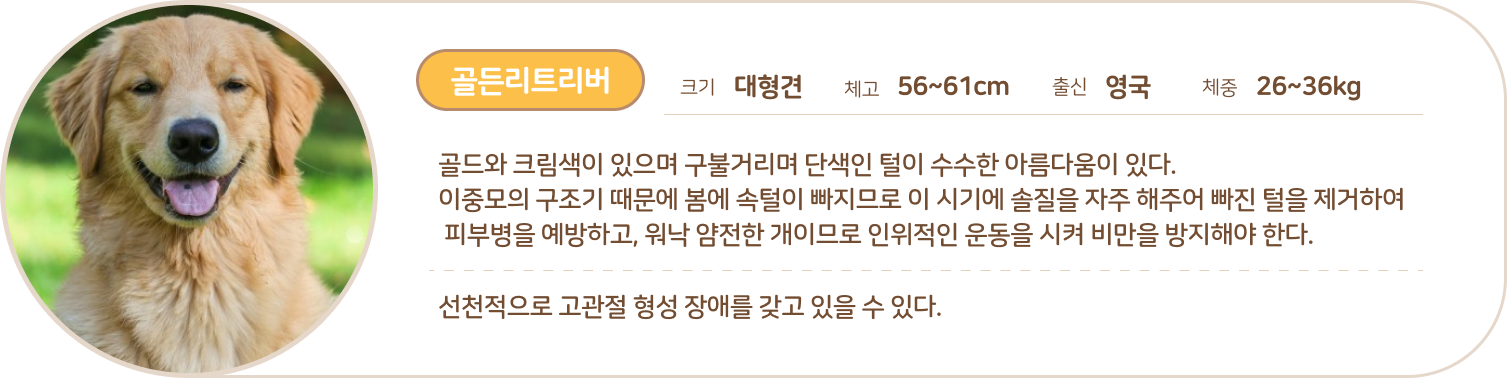 골든리트리버
크기 대형견 체고 56~61cm 출신 영국 체중 26~36kg
골드와 크림색이 있으며 구불거리며 단색인 털이 수수한 아름다움이 있다.
이중모의 구조기 때문에 봄에 속털이 빠지므로 이 시기에 솔질을 자주 해주어 빠진 털을 제거하여
피부병을 예방하고, 워낙 얌전한 개이므로 인위적인 운동을 시켜 비만을 방지해야 한다.
선천적으로 고관절 형성 장애를 갖고 있을 수 있다.